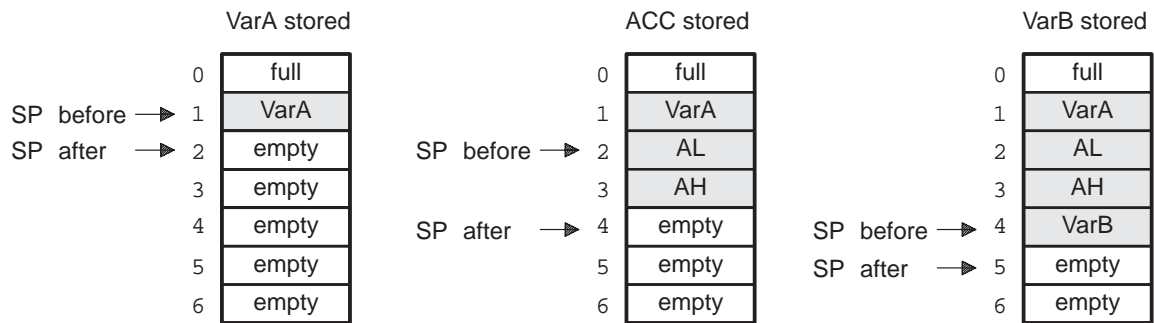 VarA stored
0 full
SP before 1 VarA
SP after 2 empty
3 empty
4 empty
5 empty
6 empty
ACC stored
0 full
1 VarA
SP before 2 AL
3 AH
SP after 4 empty
5 empty
6 empty
VarB stored
0 full
1 VarA
2 AL
3 AH
SP before 4 VarB
SP after 5 empty
6 empty